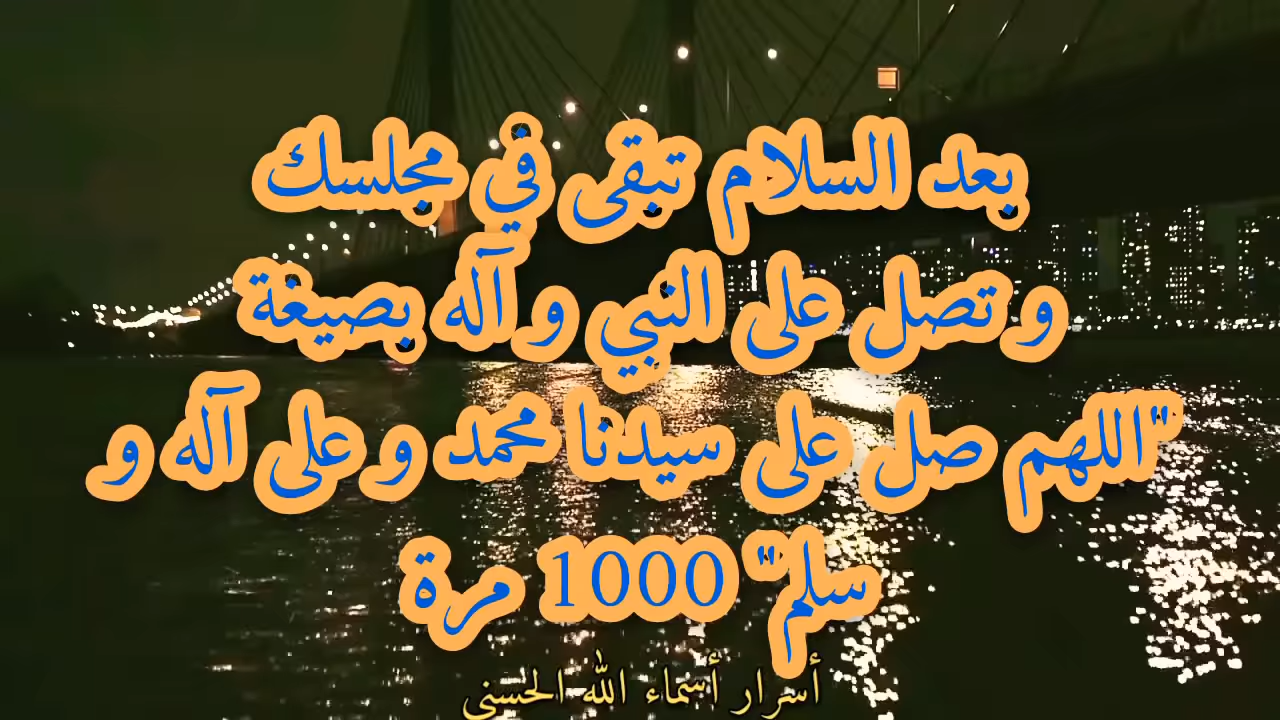 بعد السلام تبقى في مجلسك
و تصل على النبي و آله بصيغة
"اللهم صل على سيدنا محمد و على آله و
سلم" 1000 مرة
أسرار أسماء الله الحسنى